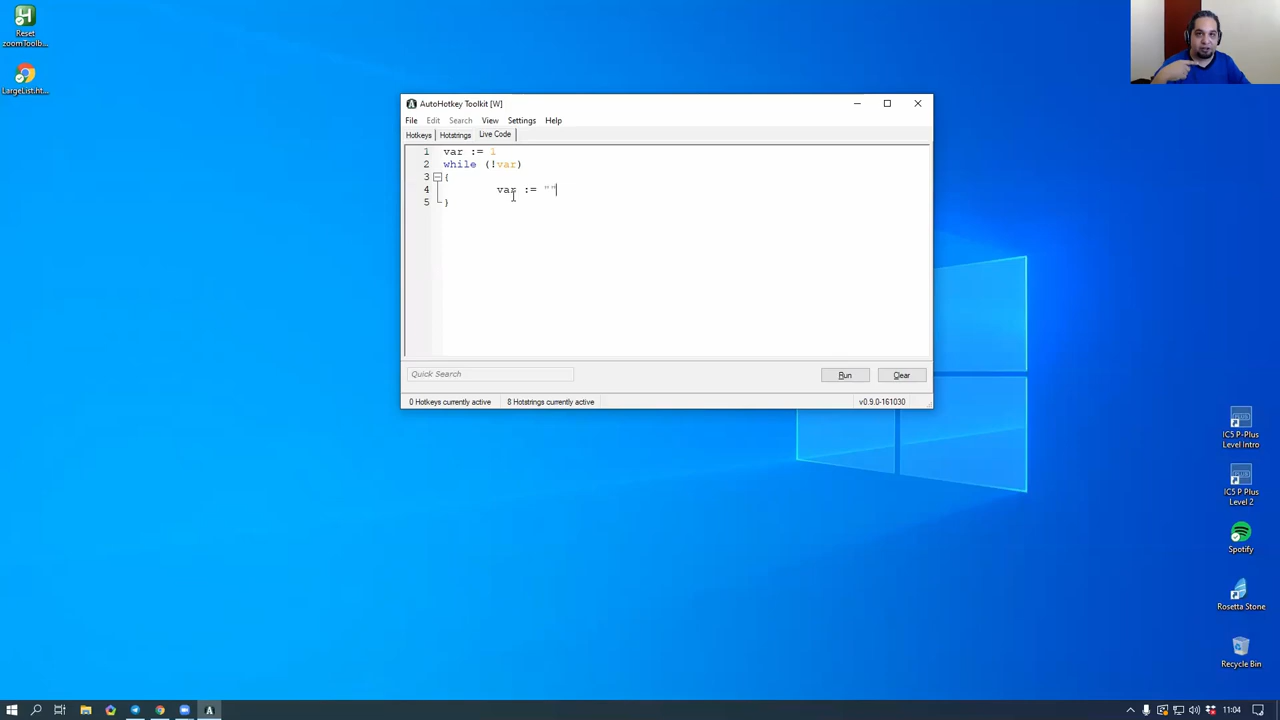 Reset
zoomToolb...
LargeList.ht...
AutoHotkey Toolkit [W]
File Edit Search View Settings Help
Hotkeys Hotstrings Live Code
1 var := 1
2 while (!var)
3 {
4 var := ""
5 }
Quick Search
Run Clear
0 Hotkeys currently active 8 Hotstrings currently active v0.9.0-161030
IC5 P-Plus
Level Intro
IC5 P Plus
Level 2
Spotify
Rosetta Stone
Recycle Bin
11:04